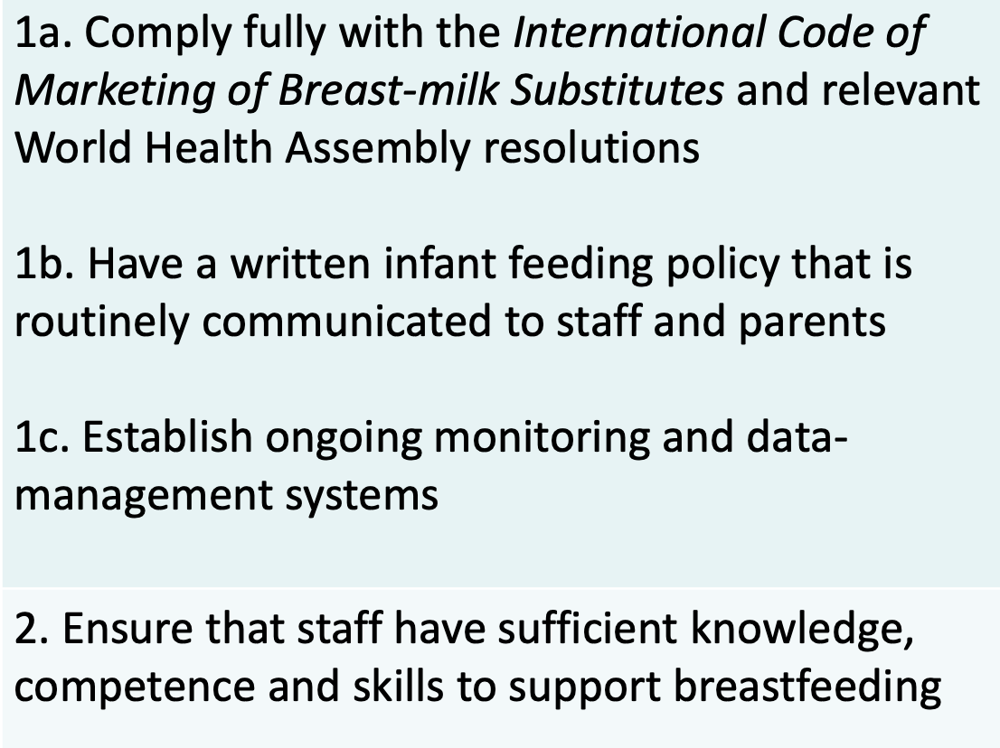 1a. Comply fully with the International Code of
Marketing of Breast-milk Substitutes and relevant
World Health Assembly resolutions
1b. Have a written infant feeding policy that is
routinely communicated to staff and parents
1c. Establish ongoing monitoring and data-
management systems
2. Ensure that staff have sufficient knowledge,
competence and skills to support breastfeeding